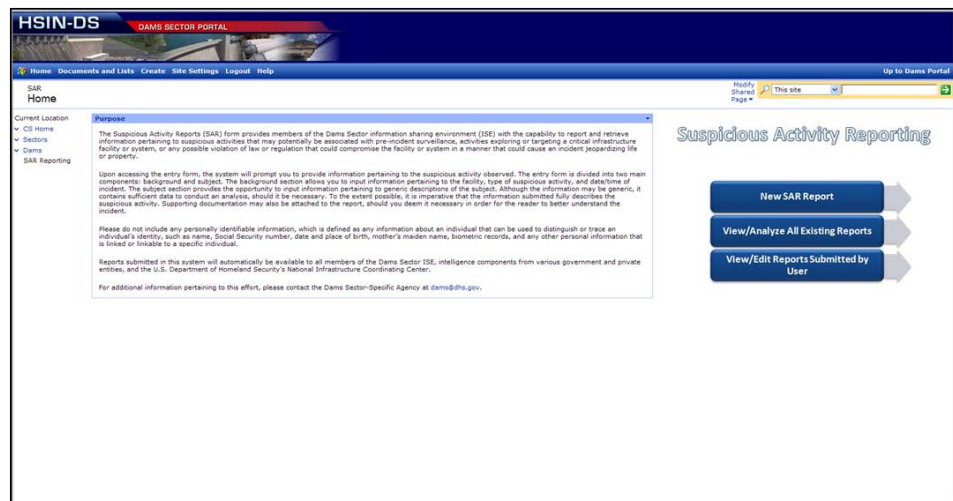 HSIN-DS
DAMS SECTOR PORTAL
Home Documents and Lists Create Site Settings Logout Help
Up to Dams Portal
SAR
Home
Modify
Shared
Page
This site
Current Location
CS Home
Sectors
Dams
SAR Reporting
Purpose
The Suspicious Activity Reports (SAR) form provides members of the Dams Sector information sharing environment (ISE) with the capability to report and retrieve
information pertaining to suspicious activities that may potentially be associated with pre-incident surveillance, activities exploring or targeting a critical infrastructure
facility or system, or any possible violation of law or regulation that could compromise the facility or system in a manner that could cause an incident jeopardizing life
or property.
Upon accessing the entry form, the system will prompt you to provide information pertaining to the suspicious activity observed. The entry form is divided into two main
components: background and subject. The background section allows you to input information pertaining to the facility, type of suspicious activity, and date/time of
incident. The subject section provides the opportunity to input information pertaining to generic descriptions of the subject. Although the information may be generic, it
contains sufficient data to conduct an analysis, should it be necessary. To the extent possible, it is imperative that the information submitted fully describes the
suspicious activity. Supporting documentation may also be attached to the report, should you deem it necessary in order for the reader to better understand the
incident.
Please do not include any personally identifiable information, which is defined as any information about an individual that can be used to distinguish or trace an
individual's identity, such as name, Social Security number, date and place of birth, mother's maiden name, biometric records, and any other personal information that
is linked or linkable to a specific individual.
Reports submitted in this system will automatically be available to all members of the Dams Sector ISE, intelligence components from various government and private
entities, and the U.S. Department of Homeland Security's National Infrastructure Coordinating Center.
For additional information pertaining to this effort, please contact the Dams Sector-Specific Agency at dams@dhs.gov.
Suspicious Activity Reporting
New SAR Report
View/Analyze All Existing Reports
View/Edit Reports Submitted by
User